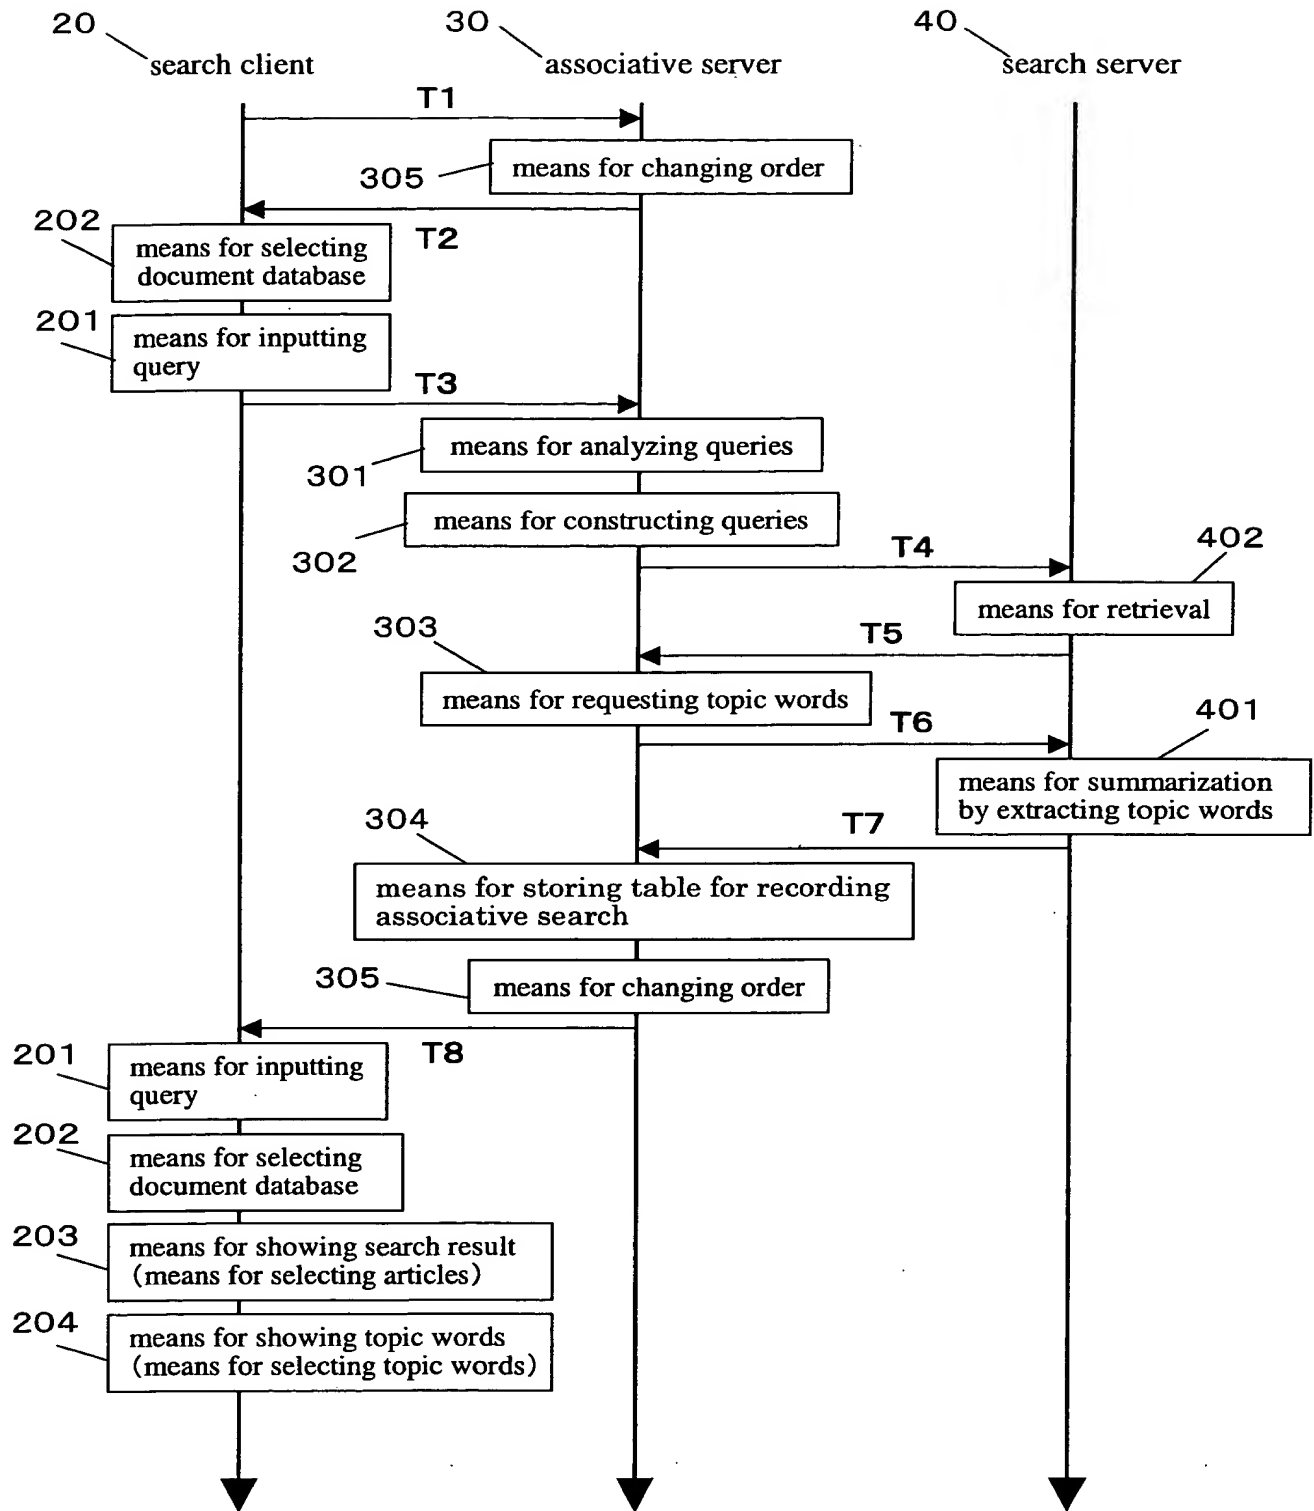 20
30
40
search client
associative server
search server
T1
means for changing order
305
202
T2
means for selecting
document database
201
means for inputting
query
T3
means for analyzing queries
301
means for constructing queries
302
T4
402
means for retrieval
303
T5
means for requesting topic words
T6
401
means for summarization
by extracting topic words
304
T7
means for storing table for recording
associative search
305
means for changing order
T8
201
means for inputting
query
202
means for selecting
document database
203
means for showing search result
(means for selecting articles)
204
means for showing topic words
(means for selecting topic words)